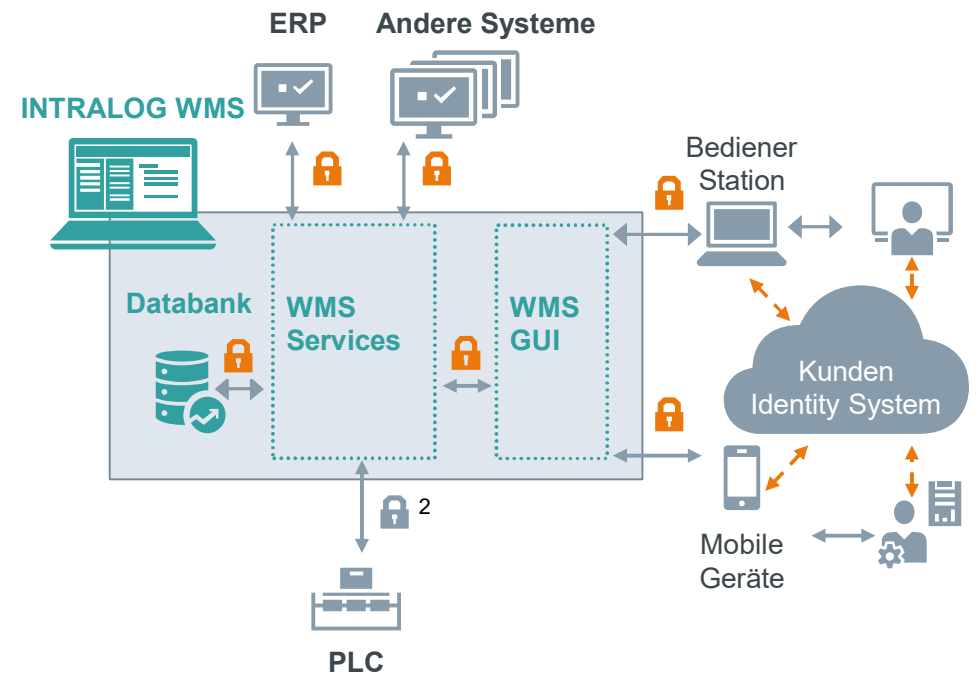 ERP
Andere Systeme
INTRALOG WMS
Bediener
Station
Databank
WMS
Services
WMS
GUI
Kunden
Identity System
2
Mobile
Geräte
PLC